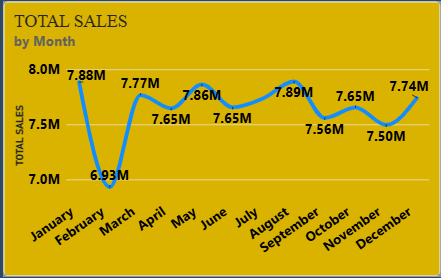 TOTAL SALES
by Month
8.0M
7.5M
7.0M
TOTAL SALES
7.88M
6.93M
7.77M
7.65M
7.86M
7.65M
7.89M
7.56M
7.65M
7.50M
7.74M
January
February
March
April
May
June
July
August
September
October
November
December